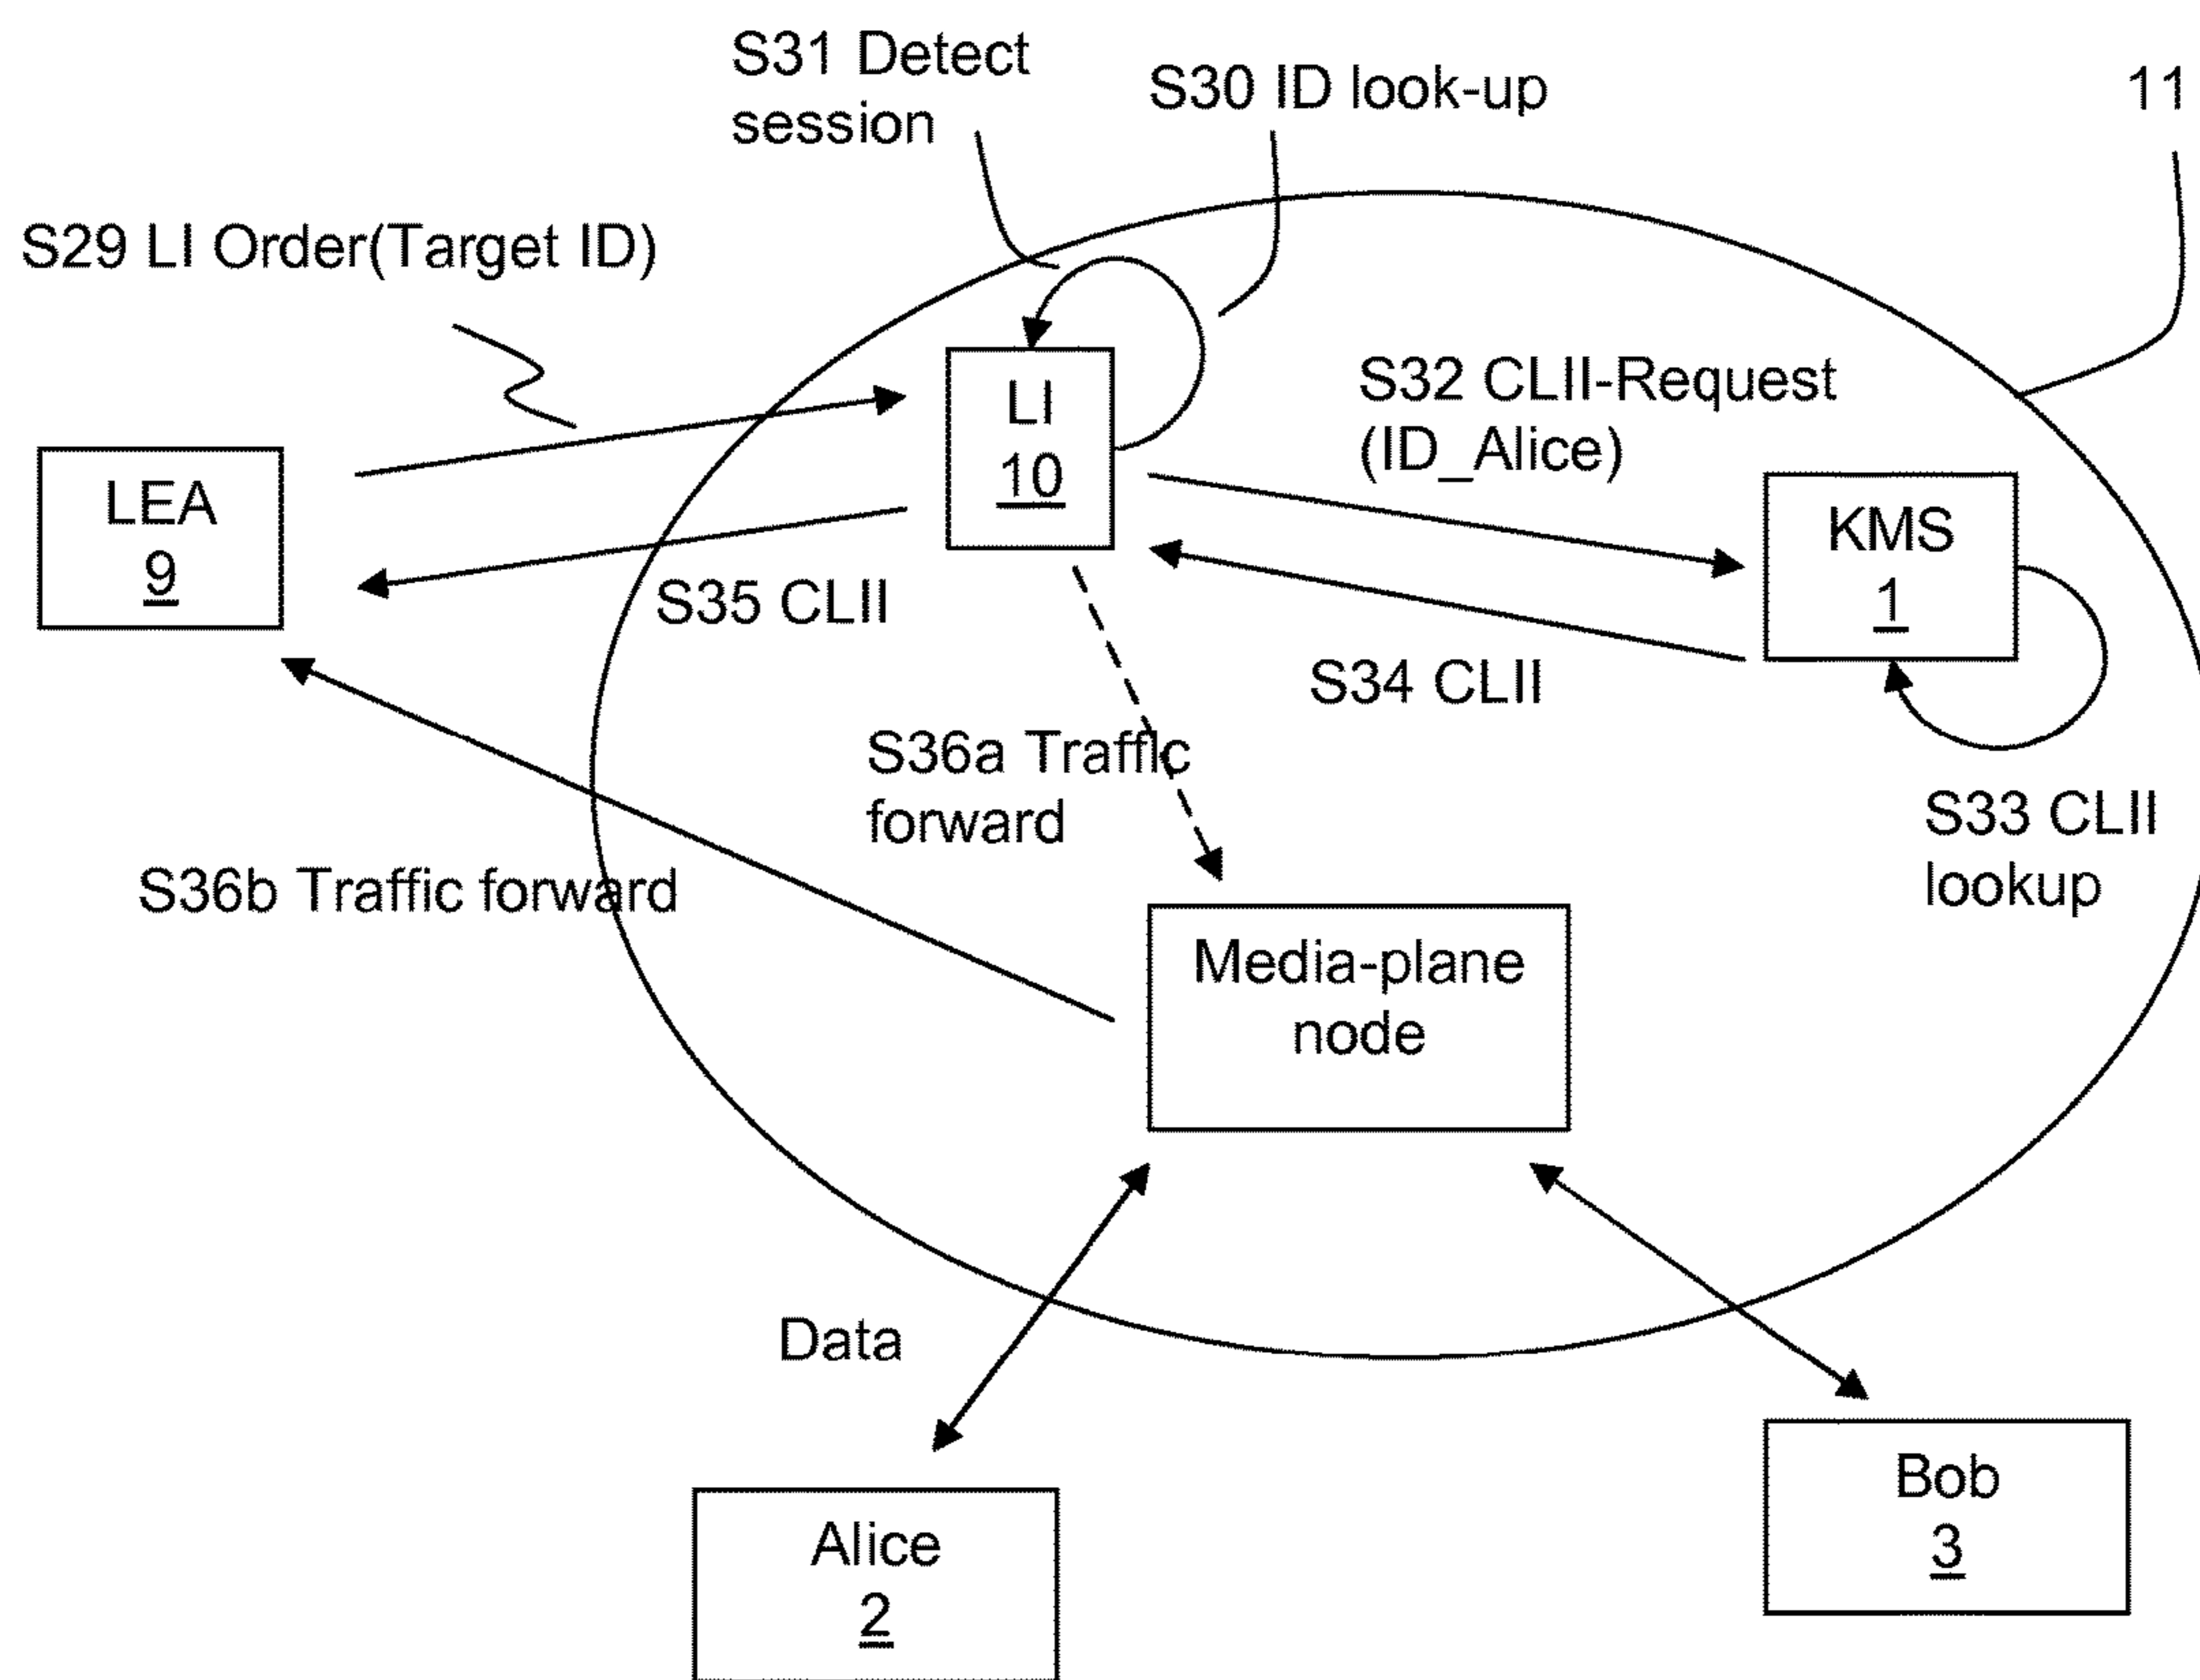 S31 Detect
session
S30 ID look-up
11
S29 LI Order(Target ID)
LI
10
S32 CLII-Request
(ID_Alice)
LEA
9
KMS
1
S35 CLII
S34 CLII
S36a Traffic
forward
S33 CLII
lookup
S36b Traffic forward
Media-plane
node
Data
Alice
2
Bob
3